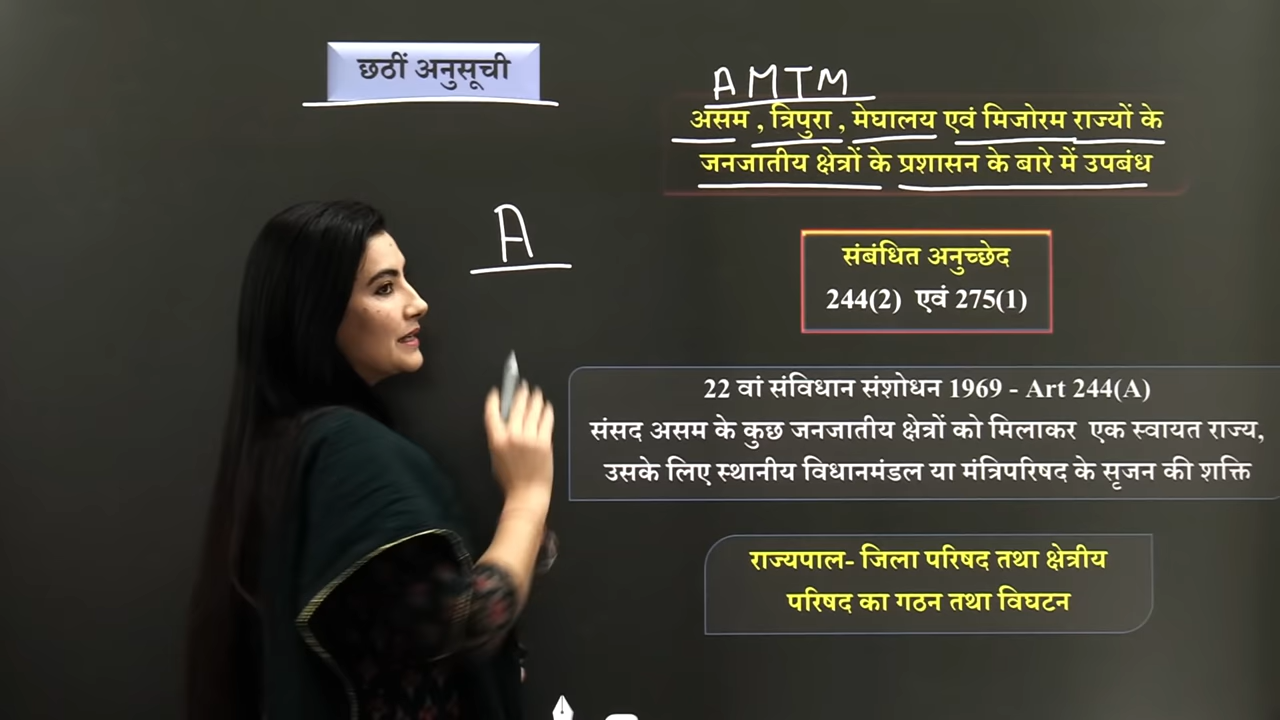 छठीं अनुसूची
AMTM
असम , त्रिपुरा , मेघालय एवं मिजोरम राज्यों के
जनजातीय क्षेत्रों के प्रशासन के बारे में उपबंध
A
संबंधित अनुच्छेद
244(2) एवं 275(1)
22 वां संविधान संशोधन 1969 - Art 244(A)
संसद असम के कुछ जनजातीय क्षेत्रों को मिलाकर एक स्वायत राज्य,
उसके लिए स्थानीय विधानमंडल या मंत्रिपरिषद के सृजन की शक्ति
राज्यपाल- जिला परिषद तथा क्षेत्रीय
परिषद का गठन तथा विघटन